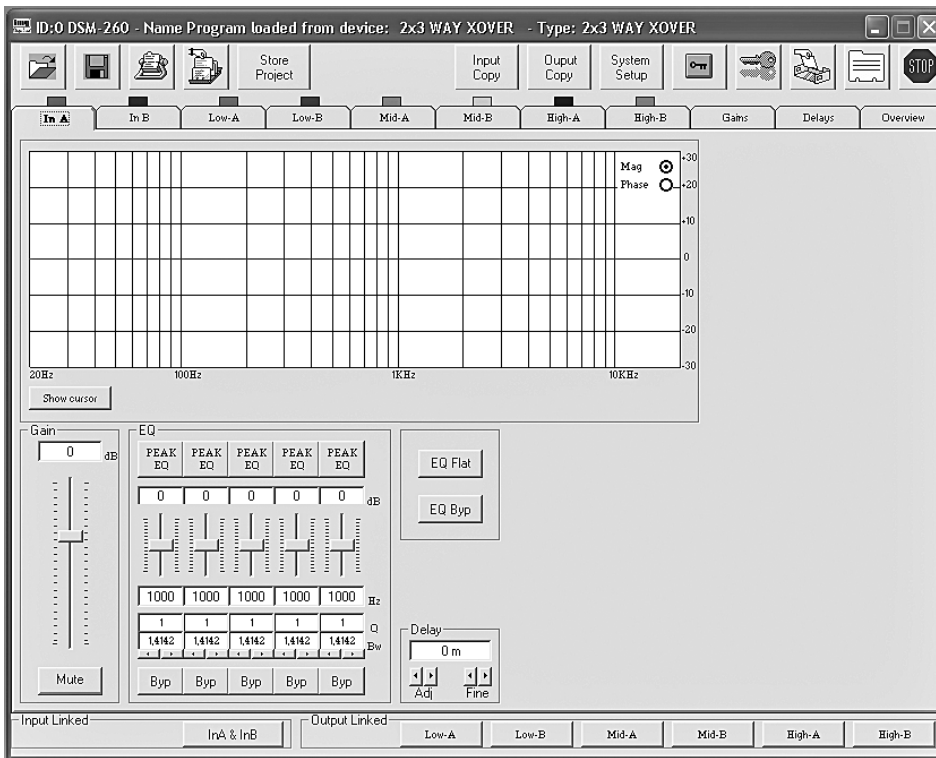 ID:0 DSM-260 - Name Program loaded from device: 2x3 WAY XOVER - Type: 2x3 WAY XOVER
Store Project
Input Copy
Ouput Copy
System Setup
STOP
In A
In B
Low-A
Low-B
Mid-A
Mid-B
High-A
High-B
Gains
Delays
Overview
Mag
Phase
+30
+20
+10
0
-10
-20
-30
20Hz 100Hz 1KHz 10KHz
Show cursor
Gain
0 dB
Mute
EQ
PEAK PEAK PEAK PEAK PEAK
EQ EQ EQ EQ EQ
0 0 0 0 0 dB
1000 1000 1000 1000 1000 Hz
1 1 1 1 1 Q
1,4142 1,4142 1,4142 1,4142 1,4142 Bw
Byp Byp Byp Byp Byp
EQ Flat
EQ Byp
Delay
0 m
Adj Fine
Input Linked
InA & InB
Output Linked
Low-A Low-B Mid-A Mid-B High-A High-B